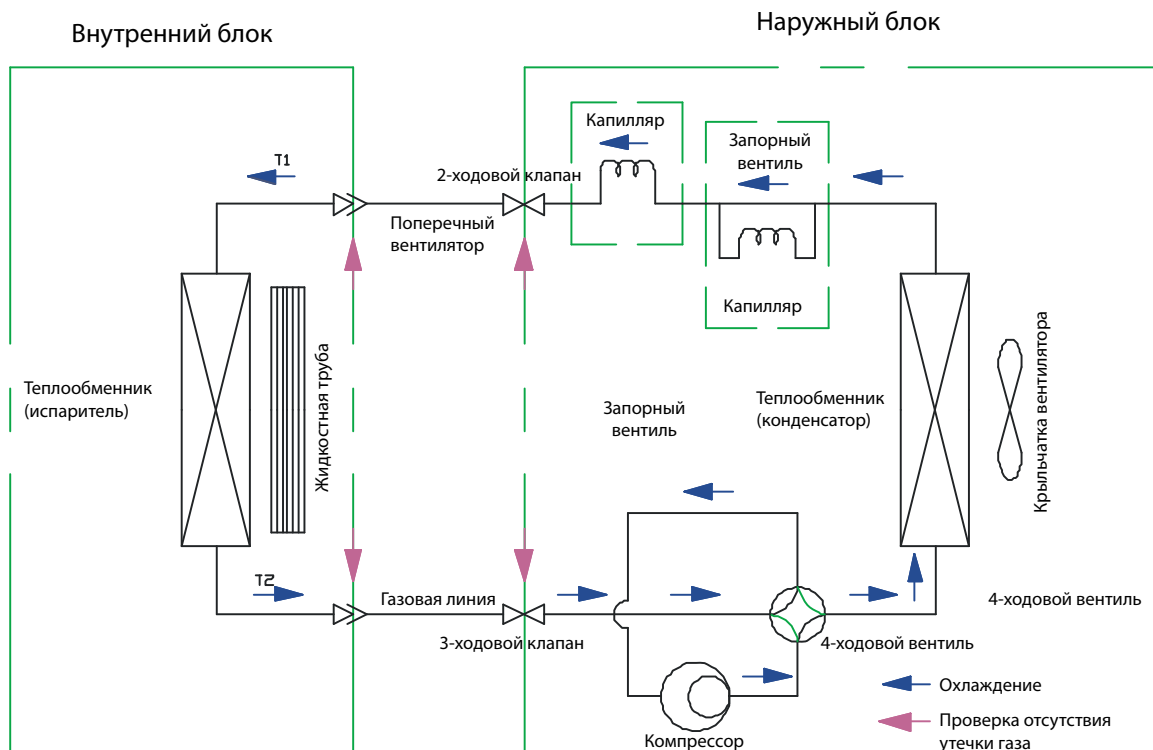 Внутренний блок
Наружный блок
Капилляр
Запорный
вентиль
T1
2-ходовой клапан
Поперечный
вентилятор
Капилляр
Теплообменник
(испаритель)
Жидкостная труба
Запорный
вентиль
Теплообменник
(конденсатор)
Крыльчатка вентилятора
T2
Газовая линия
3-ходовой клапан
4-ходовой вентиль
4-ходовой вентиль
Компрессор
Охлаждение
Проверка отсутствия
утечки газа